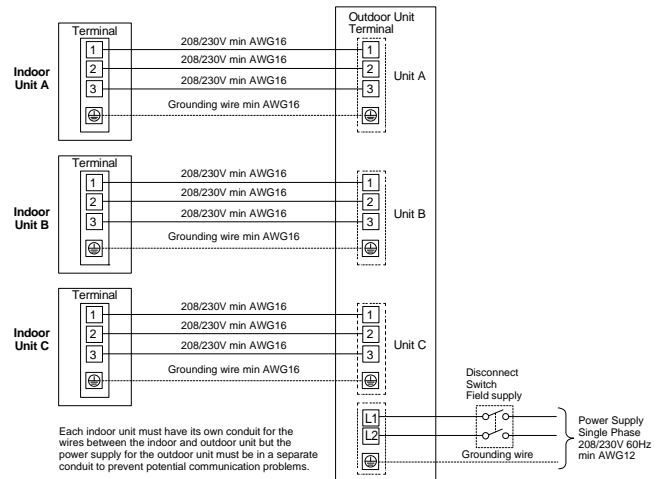 Outdoor Unit
Terminal
Terminal
Indoor
Unit A
1
208/230V min AWG16
1
2
208/230V min AWG16
2
3
208/230V min AWG16
3
Unit A
Grounding wire min AWG16
Terminal
Indoor
Unit B
1
208/230V min AWG16
1
2
208/230V min AWG16
2
3
208/230V min AWG16
3
Unit B
Grounding wire min AWG16
Terminal
Indoor
Unit C
1
208/230V min AWG16
1
2
208/230V min AWG16
2
3
208/230V min AWG16
3
Unit C
Grounding wire min AWG16
Disconnect
Switch
Field supply
L1
L2
Grounding wire
Power Supply
Single Phase
208/230V 60Hz
min AWG12
Each indoor unit must have its own conduit for the
wires between the indoor and outdoor unit but the
power supply for the outdoor unit must be in a separate
conduit to prevent potential communication problems.